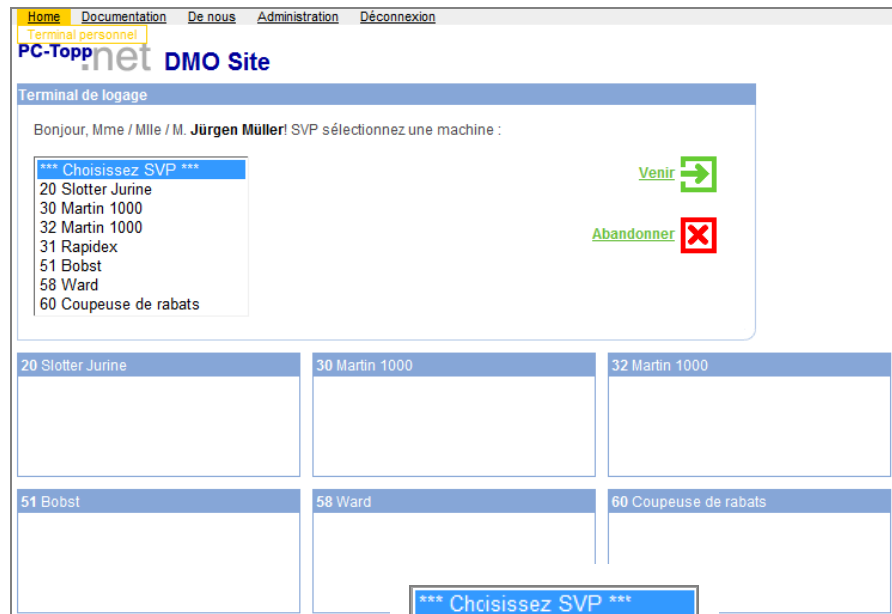 Home Documentation De nous Administration Déconnexion
Terminal personnel
PC-Topp.net DMO Site
Terminal de logage
Bonjour, Mme / Mlle / M. Jürgen Müller! SVP sélectionnez une machine :
*** Choisissez SVP ***
20 Slotter Jurine
30 Martin 1000
32 Martin 1000
31 Rapidex
51 Bobst
58 Ward
60 Coupeuse de rabats
Venir
Abandonner
20 Slotter Jurine 30 Martin 1000 32 Martin 1000
51 Bobst 58 Ward 60 Coupeuse de rabats
*** Choisissez SVP ***